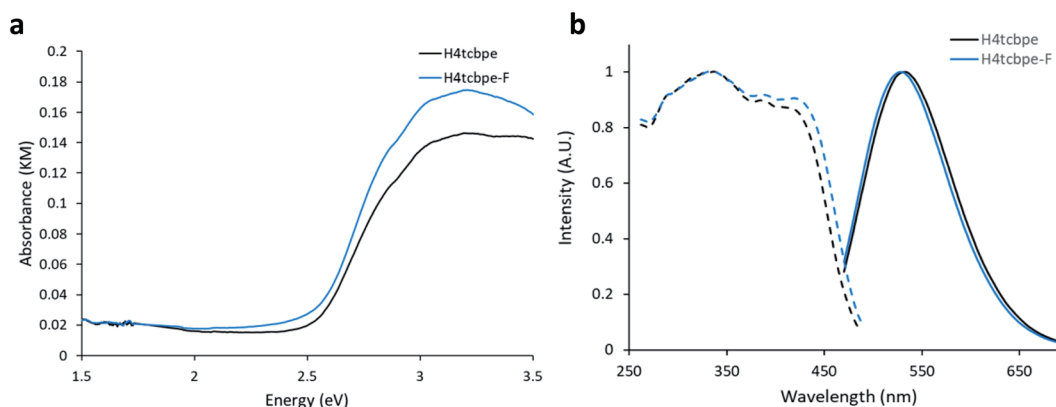 a
H4tcbpe
H4tcbpe-F
Absorbance (KM)
0.2
0.18
0.16
0.14
0.12
0.1
0.08
0.06
0.04
0.02
0
1.5 2 2.5 3 3.5
Energy (eV)
b
H4tcbpe
H4tcbpe-F
Intensity (A.U.)
1
0.8
0.6
0.4
0.2
0
250 350 450 550 650
Wavelength (nm)